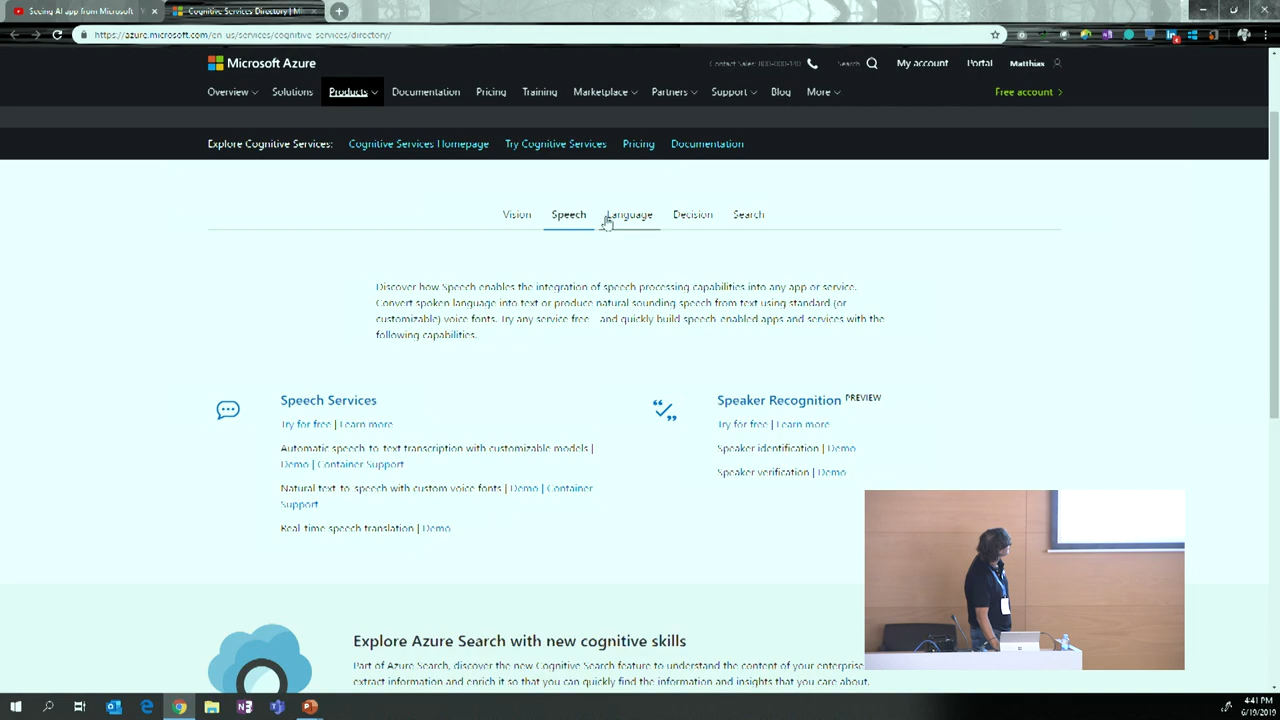 Seeing AI app from Microsoft
Cognitive Services Directory | Mi
https://azure.microsoft.com/en-us/services/cognitive-services/directory/
Microsoft Azure
Search
My account
Portal
Matthias
Overview
Solutions
Products
Documentation
Pricing
Training
Marketplace
Partners
Support
Blog
More
Free account >
Explore Cognitive Services:
Cognitive Services Homepage
Try Cognitive Services
Pricing
Documentation
Vision
Speech
Language
Decision
Search
Discover how Speech enables the integration of speech processing capabilities into any app or service.
Convert spoken language into text or produce natural sounding speech from text using standard (or
customizable) voice fonts. Try any service free—and quickly build speech-enabled apps and services with the
following capabilities.
Speech Services
Try for free | Learn more
Automatic speech-to-text transcription with customizable models |
Demo | Container Support
Natural text-to-speech with custom voice fonts | Demo | Container
Support
Real-time speech translation | Demo
Speaker Recognition PREVIEW
Try for free | Learn more
Speaker identification | Demo
Speaker verification | Demo
Explore Azure Search with new cognitive skills
Part of Azure Search, discover the new Cognitive Search feature to understand the content of your enterprise.
extract information and enrich it so that you can quickly find the information and insights that you care about.
4:41 PM
6/19/2019